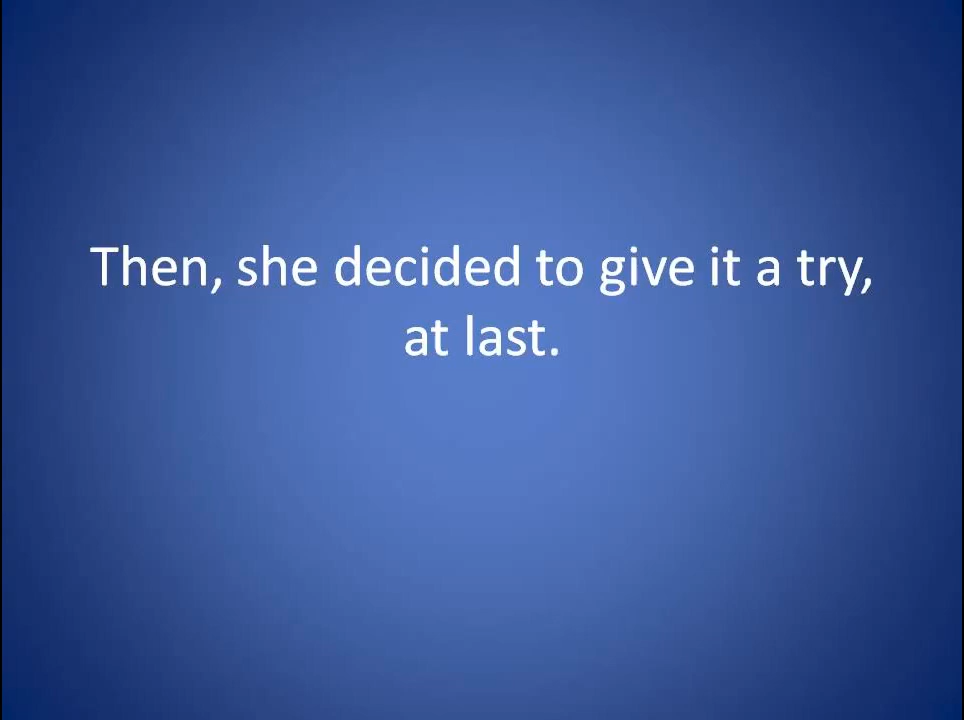 Then, she decided to give it a try,
at last.